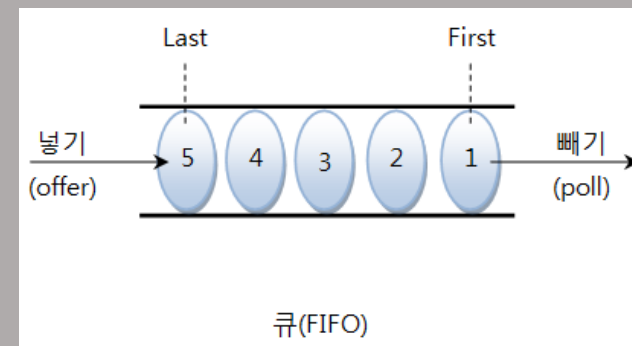 Last First
넣기 빼기
5 4 3 2 1
(offer) (poll)
큐(FIFO)